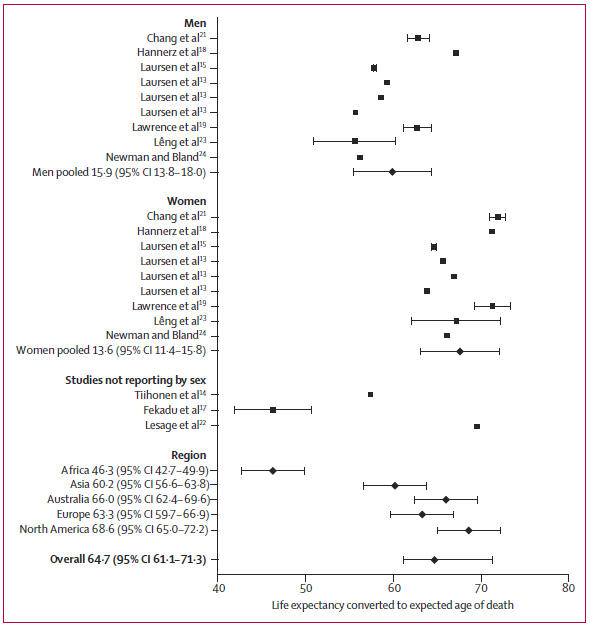 Men
Chang et al²¹
Hannerz et al¹⁸
Laursen et al¹⁵
Laursen et al¹³
Laursen et al¹³
Laursen et al¹³
Lawrence et al¹⁹
Lêng et al²³
Newman and Bland²⁴
Men pooled 15·9 (95% CI 13·8–18·0)
Women
Chang et al²¹
Hannerz et al¹⁸
Laursen et al¹⁵
Laursen et al¹³
Laursen et al¹³
Laursen et al¹³
Lawrence et al¹⁹
Lêng et al²³
Newman and Bland²⁴
Women pooled 13·6 (95% CI 11·4–15·8)
Studies not reporting by sex
Tiihonen et al¹⁴
Fekadu et al¹⁷
Lesage et al²²
Region
Africa 46·3 (95% CI 42·7–49·9)
Asia 60·2 (95% CI 56·6–63·8)
Australia 66·0 (95% CI 62·4–69·6)
Europe 63·3 (95% CI 59·7–66·9)
North America 68·6 (95% CI 65·0–72·2)
Overall 64·7 (95% CI 61·1–71·3)
40 50 60 70 80
Life expectancy converted to expected age of death